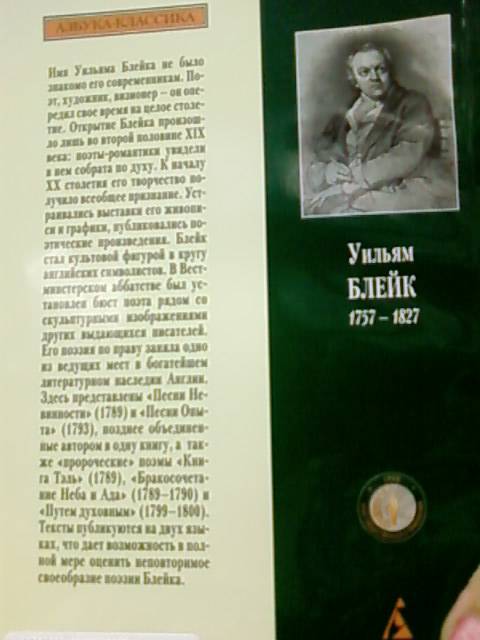 АЗБУКА-КЛАССИКА
Имя Уильяма Блейка не было
знакомо его современникам. По-
эт, художник, визионер – он опе-
редил свое время на целое столе-
тие. Открытие Блейка произош-
ло лишь во второй половине XIX
века: поэты-романтики увидели
в нем собрата по духу. К началу
XX столетия его творчество по-
лучило всеобщее признание. Уст-
раивались выставки его живопи-
си и графики, публиковались по-
этические произведения. Блейк
стал культовой фигурой в кругу
английских символистов. В Вест-
минстерском аббатстве был ус-
тановлен бюст поэта рядом со
скульптурными изображениями
других выдающихся писателей.
Его поэзия по праву заняла одно
из ведущих мест в богатейшем
литературном наследии Англии.
Здесь представлены «Песни Не-
винности» (1789) и «Песни Опы-
та» (1793), позднее объединен-
ные автором в одну книгу, а так-
же «пророческие» поэмы «Кни-
га Тэль» (1789), «Бракосочета-
ние Неба и Ада» (1789–1790) и
«Путем духовным» (1799–1800).
Тексты публикуются на двух язы-
ках, что дает возможность в пол-
ной мере оценить неповторимое
своеобразие поэзии Блейка.
Уильям
БЛЕЙК
1757 – 1827